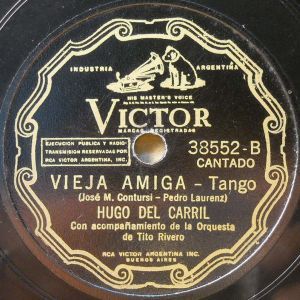 INDUSTRIA ARGENTINA
HIS MASTER'S VOICE
VICTOR
MARCAS REGISTRADAS
EJECUCION PUBLICA Y RADIO-
TRANSMISION RESERVADAS POR
RCA VICTOR ARGENTINA, INC.
38552-B
CANTADO
VIEJA AMIGA - Tango
(José M. Contursi - Pedro Laurenz)
HUGO DEL CARRIL
Con acompañamiento de la Orquesta
de Tito Rivero
RCA VICTOR ARGENTINA INC.
BUENOS AIRES